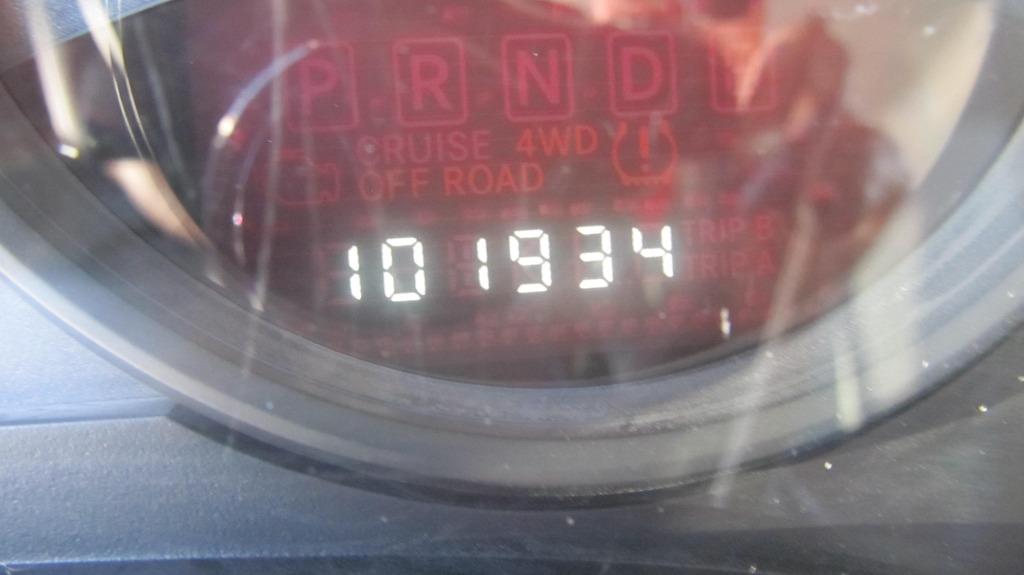 P R N D
CRUISE 4WD
OFF ROAD
TRIP B
101934
TRIP A